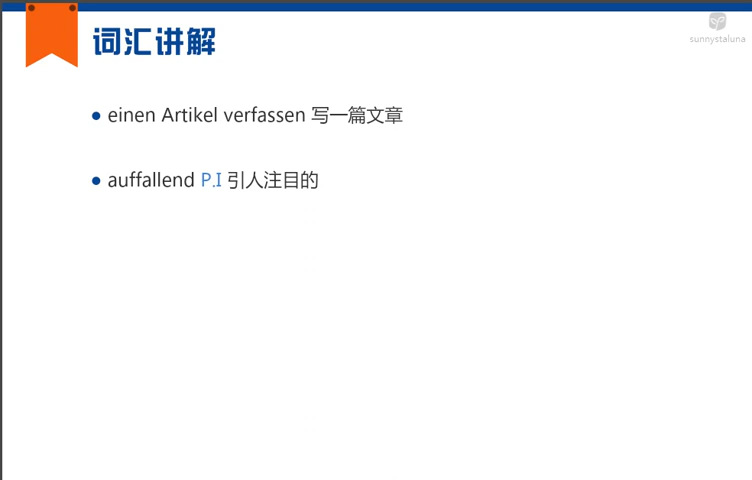 词汇讲解
sunnystaluna
einen Artikel verfassen 写一篇文章
auffallend P.I 引人注目的